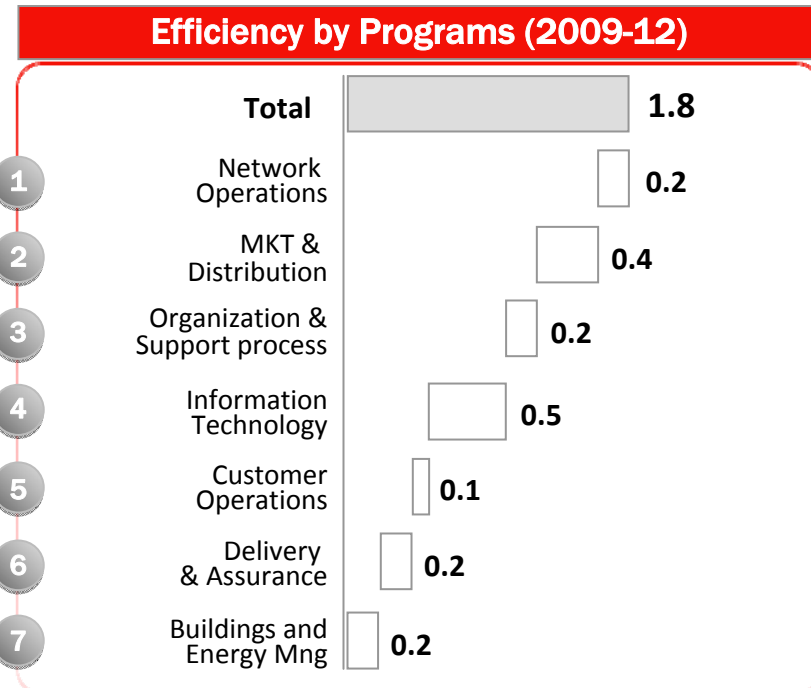 Efficiency by Programs (2009-12)
Total 1.8
1 Network
Operations 0.2
2 MKT &
Distribution 0.4
3 Organization &
Support process 0.2
4 Information
Technology 0.5
5 Customer
Operations 0.1
6 Delivery
& Assurance 0.2
7 Buildings and
Energy Mng 0.2